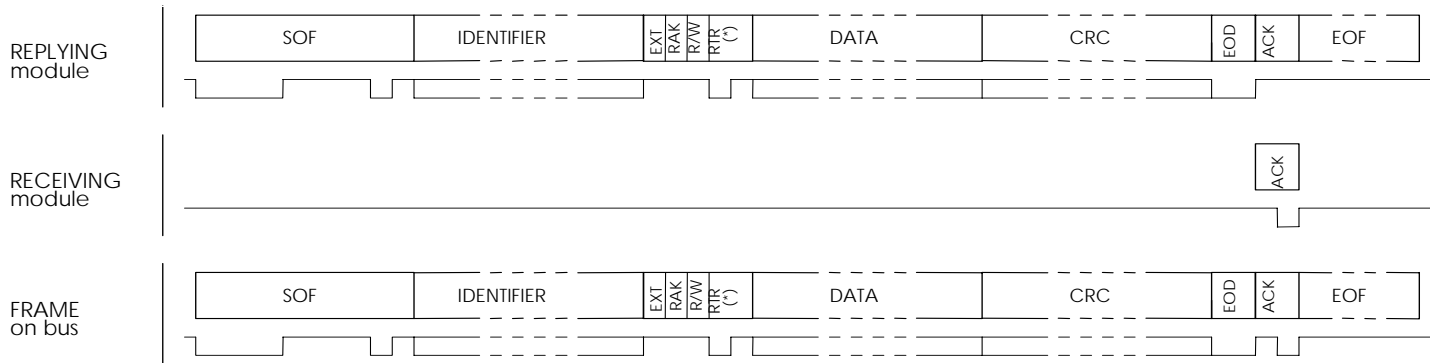 SOF IDENTIFIER EXT RAK R/W RTR (*) DATA CRC EOD ACK EOF
REPLYING
module
ACK
RECEIVING
module
SOF IDENTIFIER EXT RAK R/W RTR (*) DATA CRC EOD ACK EOF
FRAME
on bus